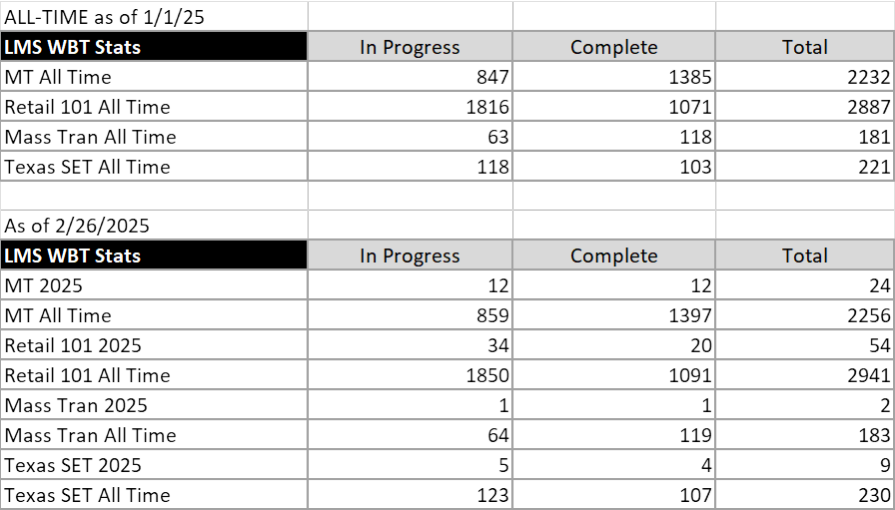 ALL-TIME as of 1/1/25
LMS WBT Stats In Progress Complete Total
MT All Time 847 1385 2232
Retail 101 All Time 1816 1071 2887
Mass Tran All Time 63 118 181
Texas SET All Time 118 103 221
As of 2/26/2025
LMS WBT Stats In Progress Complete Total
MT 2025 12 12 24
MT All Time 859 1397 2256
Retail 101 2025 34 20 54
Retail 101 All Time 1850 1091 2941
Mass Tran 2025 1 1 2
Mass Tran All Time 64 119 183
Texas SET 2025 5 4 9
Texas SET All Time 123 107 230